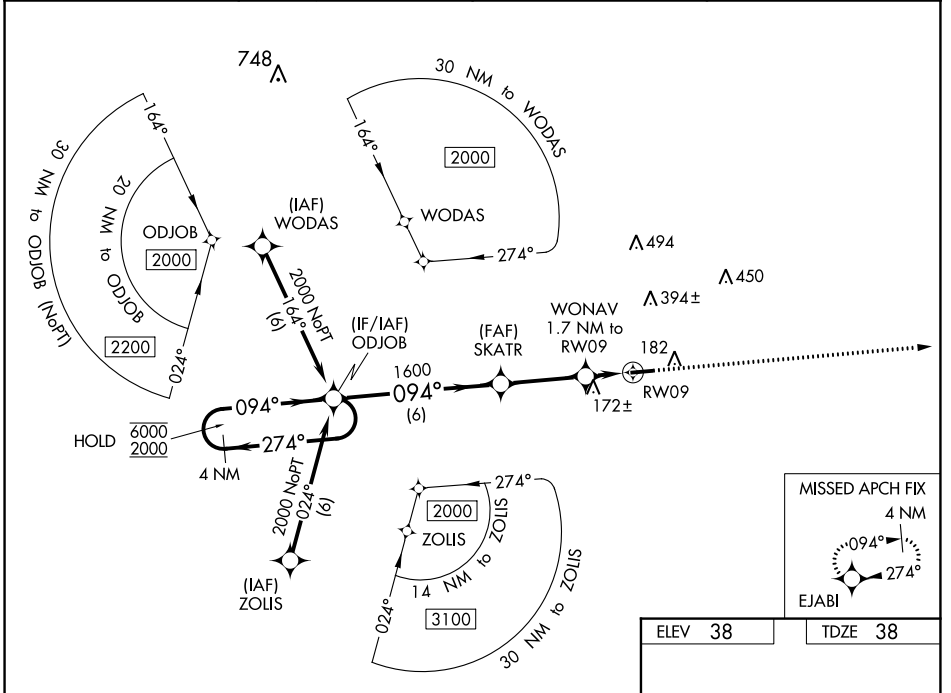 748
30 NM to WODAS
164°
2000
WODAS
274°
164°
30 NM to ODJOB (NoPT)
20 NM to ODJOB
ODJOB
2000
2200
024°
(IAF)
WODAS
2000 NoPT
164°
(6)
494
450
394±
(IF/IAF)
ODJOB
(FAF)
SKATR
WONAV
1.7 NM to
RW09
182
RW09
172±
1600
094°
(6)
094°
274°
HOLD
6000
2000
4 NM
2000 NoPT
024°
(6)
(IAF)
ZOLIS
274°
2000
ZOLIS
14 NM to ZOLIS
024°
3100
30 NM to ZOLIS
MISSED APCH FIX
4 NM
094°
274°
EJABI
ELEV 38
TDZE 38